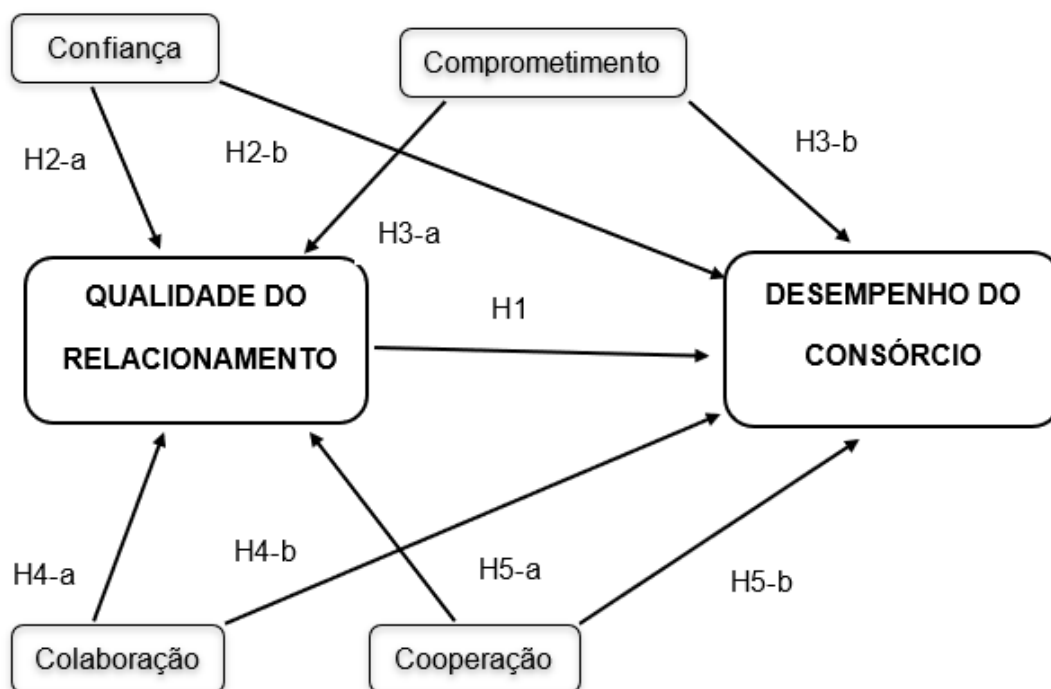 Confiança
Comprometimento
H2-a
H2-b
H3-b
H3-a
QUALIDADE DO
RELACIONAMENTO
H1
DESEMPENHO DO
CONSÓRCIO
H4-a
H4-b
H5-a
H5-b
Colaboração
Cooperação